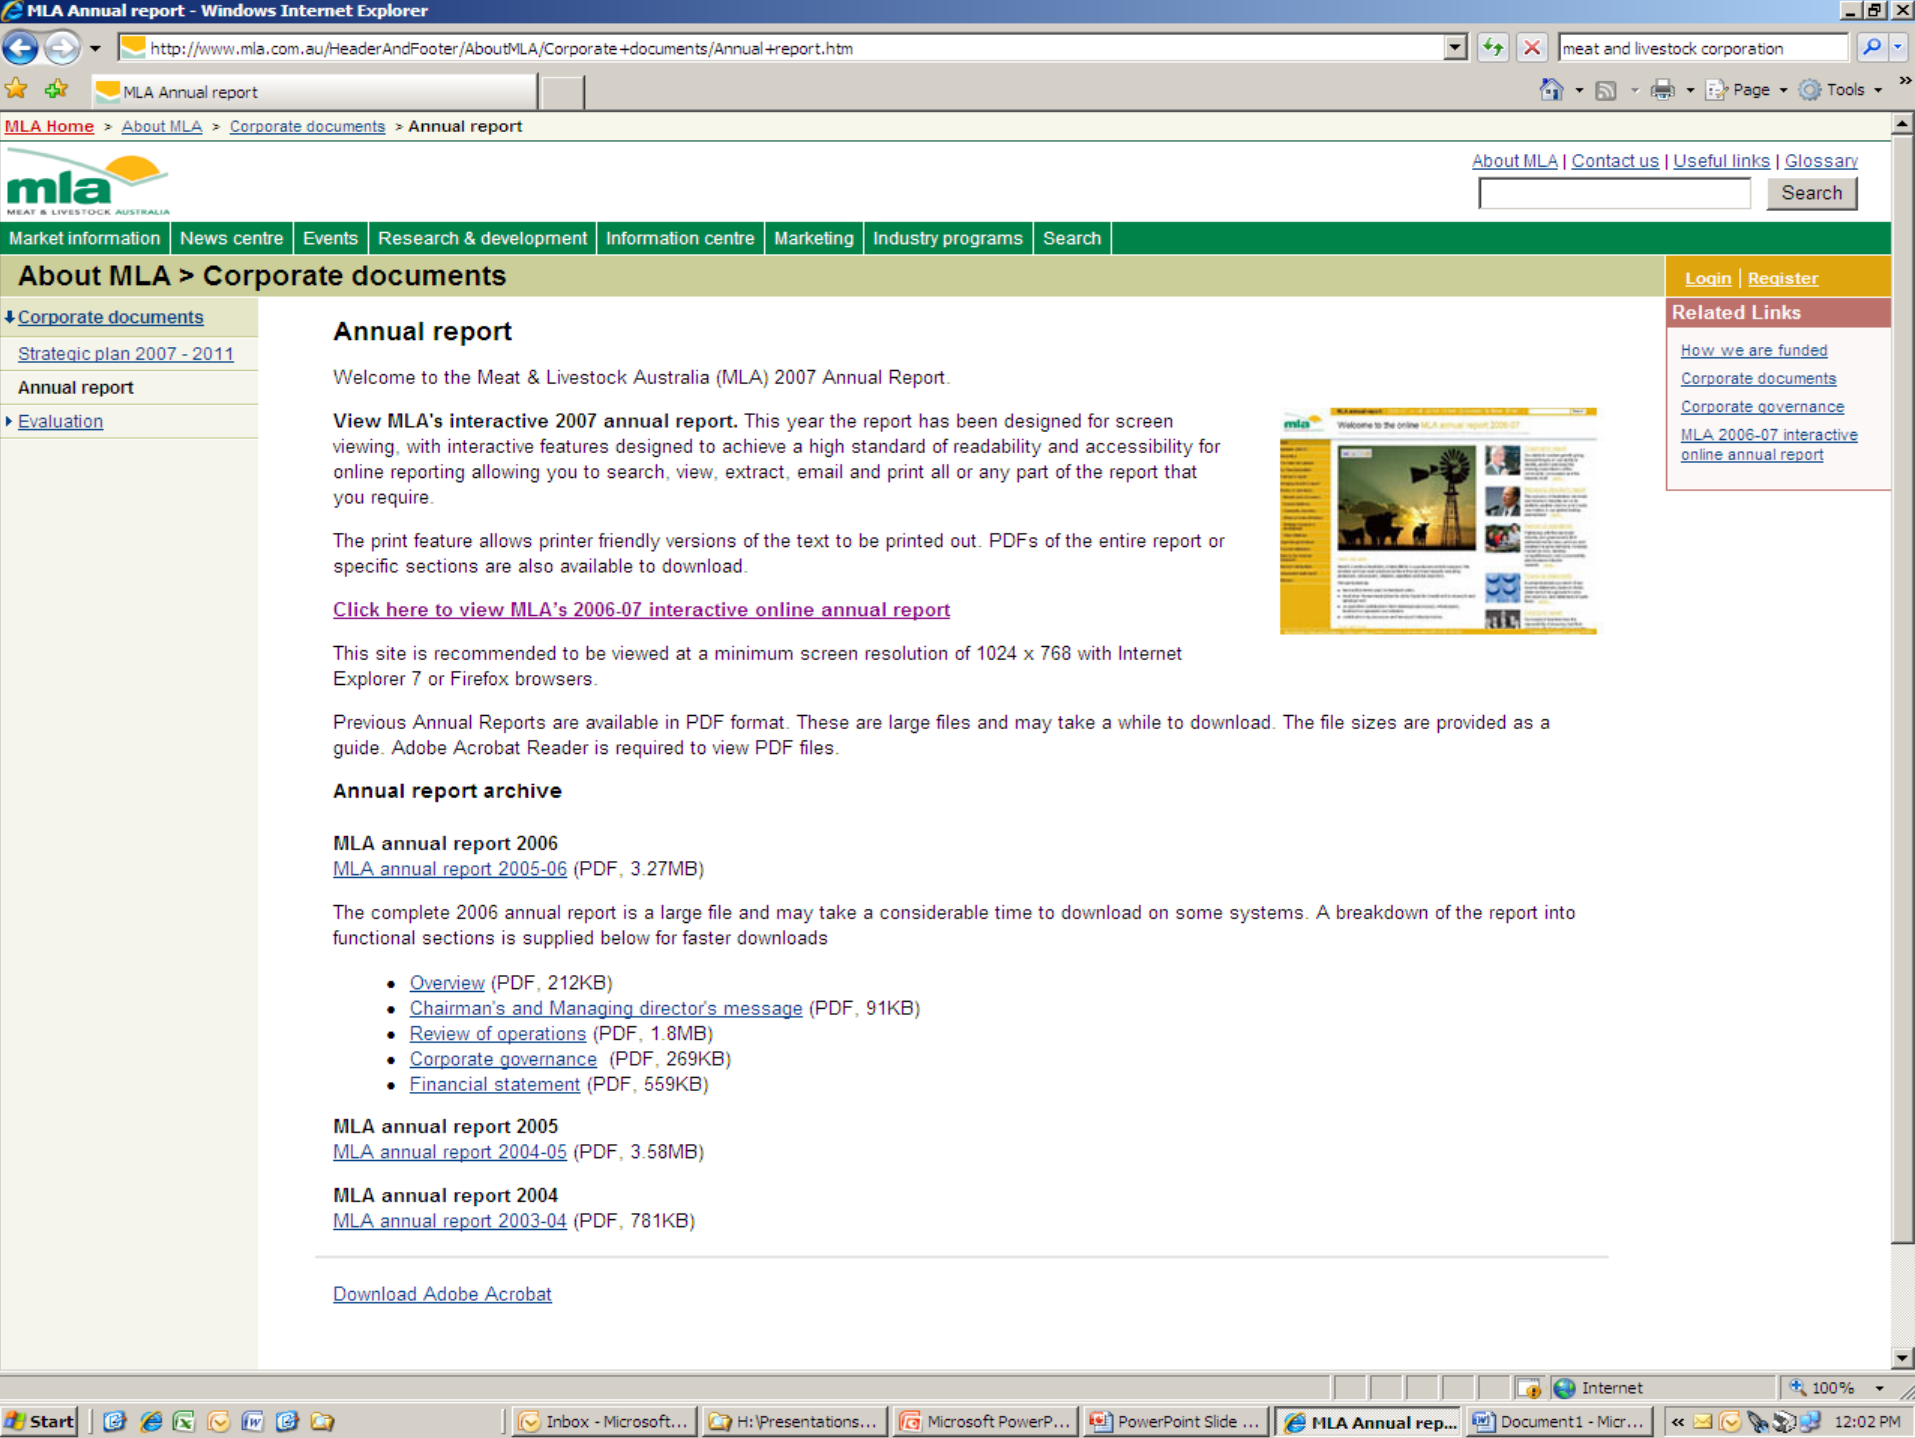 MLA Annual report - Windows Internet Explorer
http://www.mla.com.au/HeaderAndFooter/AboutMLA/Corporate+documents/Annual+report.htm
meat and livestock corporation
MLA Annual report
Page
Tools
MLA Home > About MLA > Corporate documents > Annual report
mla
MEAT & LIVESTOCK AUSTRALIA
About MLA | Contact us | Useful links | Glossary
Search
Market information
News centre
Events
Research & development
Information centre
Marketing
Industry programs
Search
About MLA > Corporate documents
Login | Register
Corporate documents
Strategic plan 2007 - 2011
Annual report
Evaluation
Annual report
Welcome to the Meat & Livestock Australia (MLA) 2007 Annual Report.
View MLA's interactive 2007 annual report. This year the report has been designed for screen
viewing, with interactive features designed to achieve a high standard of readability and accessibility for
online reporting allowing you to search, view, extract, email and print all or any part of the report that
you require.
The print feature allows printer friendly versions of the text to be printed out. PDFs of the entire report or
specific sections are also available to download.
Click here to view MLA's 2006-07 interactive online annual report
This site is recommended to be viewed at a minimum screen resolution of 1024 x 768 with Internet
Explorer 7 or Firefox browsers.
Previous Annual Reports are available in PDF format. These are large files and may take a while to download. The file sizes are provided as a
guide. Adobe Acrobat Reader is required to view PDF files.
Annual report archive
MLA annual report 2006
MLA annual report 2005-06 (PDF, 3.27MB)
The complete 2006 annual report is a large file and may take a considerable time to download on some systems. A breakdown of the report into
functional sections is supplied below for faster downloads
• Overview (PDF, 212KB)
• Chairman's and Managing director's message (PDF, 91KB)
• Review of operations (PDF, 1.8MB)
• Corporate governance (PDF, 269KB)
• Financial statement (PDF, 559KB)
MLA annual report 2005
MLA annual report 2004-05 (PDF, 3.58MB)
MLA annual report 2004
MLA annual report 2003-04 (PDF, 781KB)
Download Adobe Acrobat
mla
Welcome to the online MLA annual report 2006-07
Related Links
How we are funded
Corporate documents
Corporate governance
MLA 2006-07 interactive
online annual report
Internet
100%
Start
Inbox - Microsoft...
H:\Presentations...
Microsoft PowerP...
PowerPoint Slide ...
MLA Annual rep...
Document1 - Micr...
12:02 PM